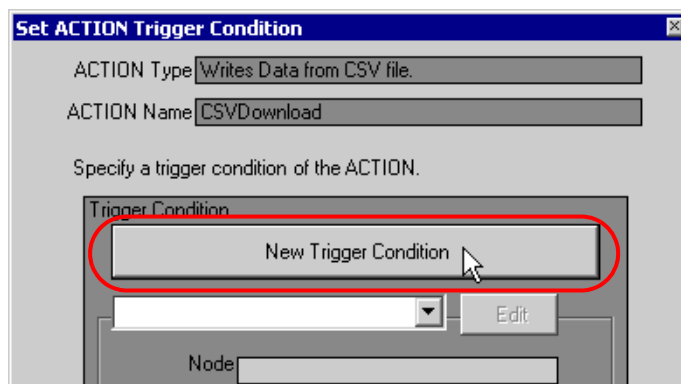 Set ACTION Trigger Condition
ACTION Type Writes Data from CSV file.
ACTION Name CSVDownload
Specify a trigger condition of the ACTION.
Trigger Condition
New Trigger Condition
Edit
Node